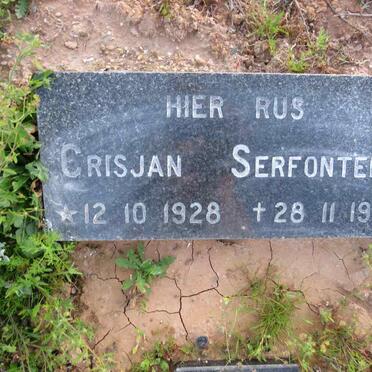 HIER RUS
CRISJAN SERFONTE
* 12 10 1928 † 28 11 19